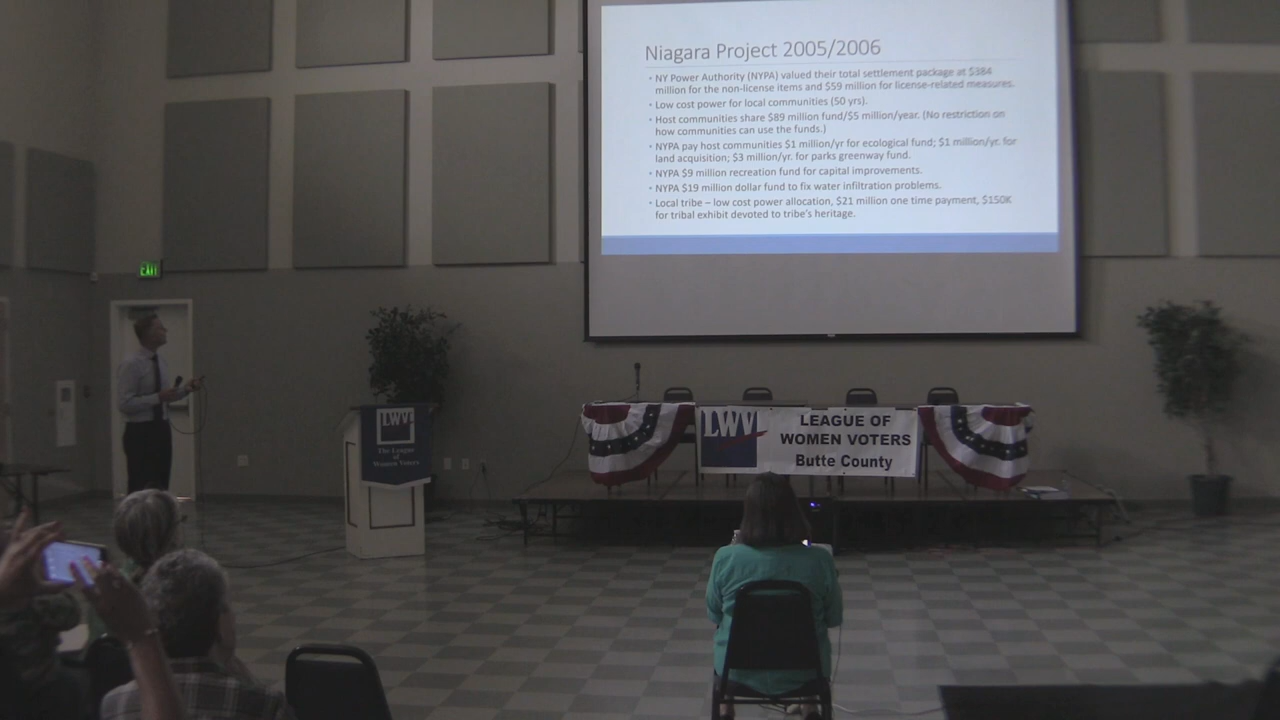 Niagara Project 2005/2006
• NY Power Authority (NYPA) valued their total settlement package at $384
million for the non-license items and $59 million for license-related measures.
• Low cost power for local communities (50 yrs).
• Host communities share $89 million fund/$5 million/year. (No restriction on
how communities can use the funds.)
• NYPA pay host communities $1 million/yr for ecological fund; $1 million/yr. for
land acquisition; $3 million/yr. for parks greenway fund.
• NYPA $9 million recreation fund for capital improvements.
• NYPA $19 million dollar fund to fix water infiltration problems.
• Local tribe – low cost power allocation, $21 million one time payment, $150K
for tribal exhibit devoted to tribe's heritage.
EXIT
LWV
The League
of
Women Voters
LWV
LEAGUE OF
WOMEN VOTERS
Butte County